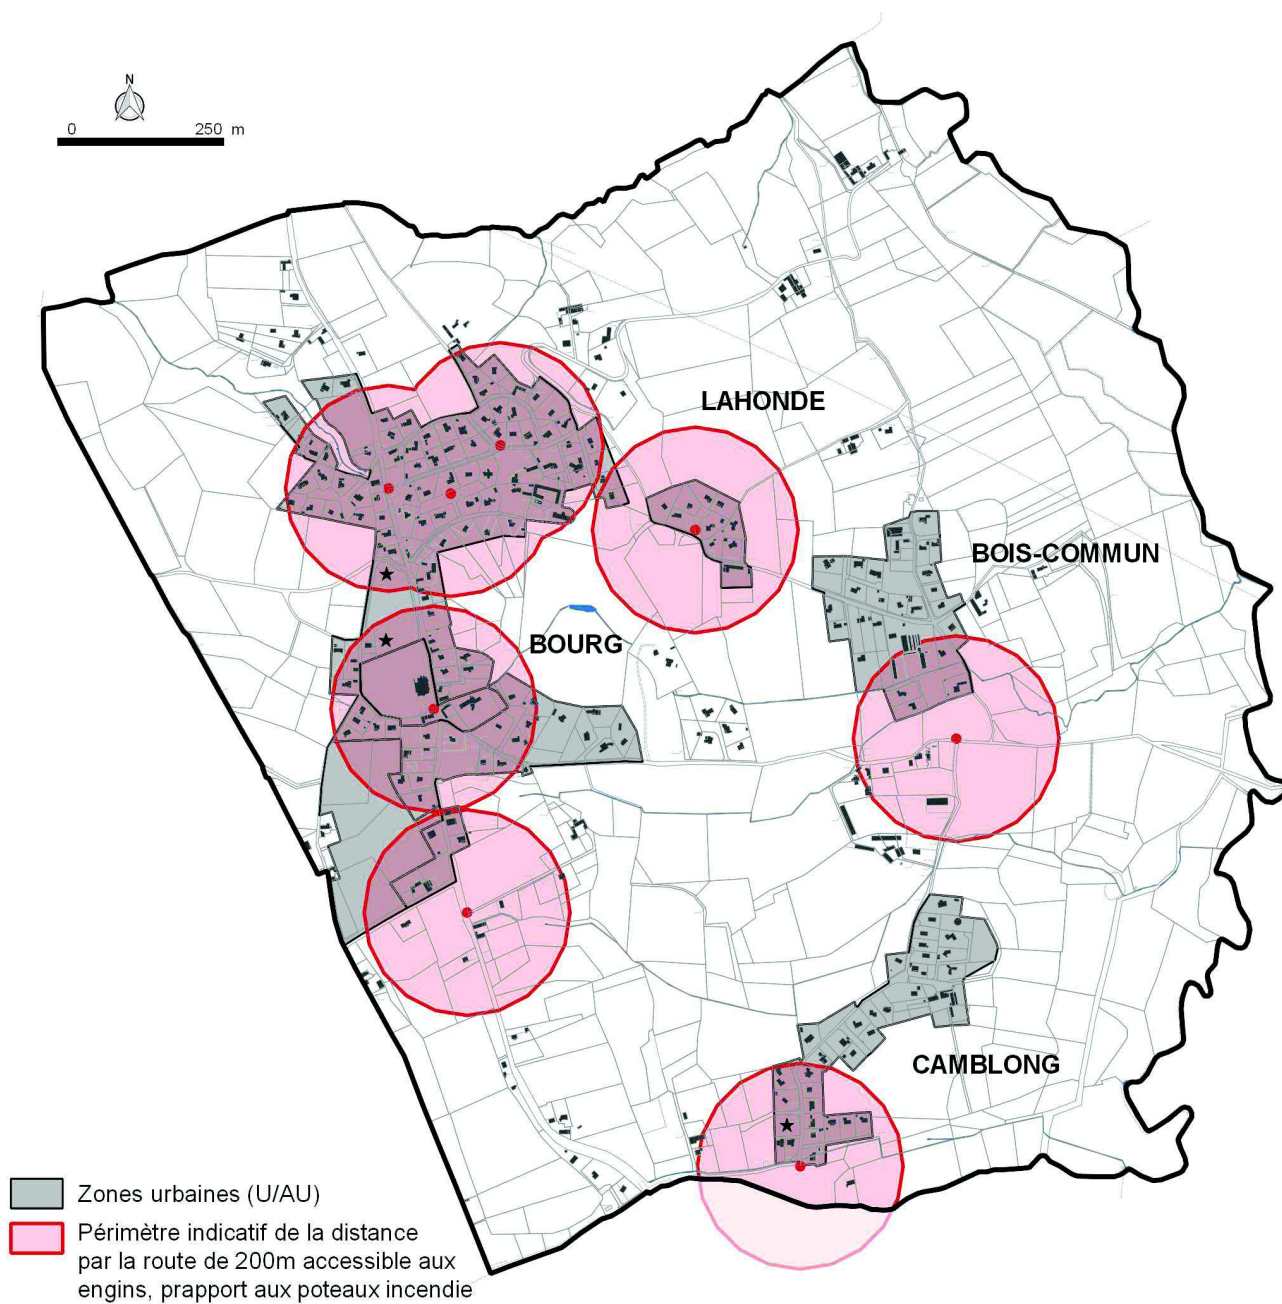 N
0 250 m
LAHONDE
BOIS-COMMUN
BOURG
CAMBLONG
Zones urbaines (U/AU)
Périmètre indicatif de la distance
par la route de 200m accessible aux
engins, prapport aux poteaux incendie